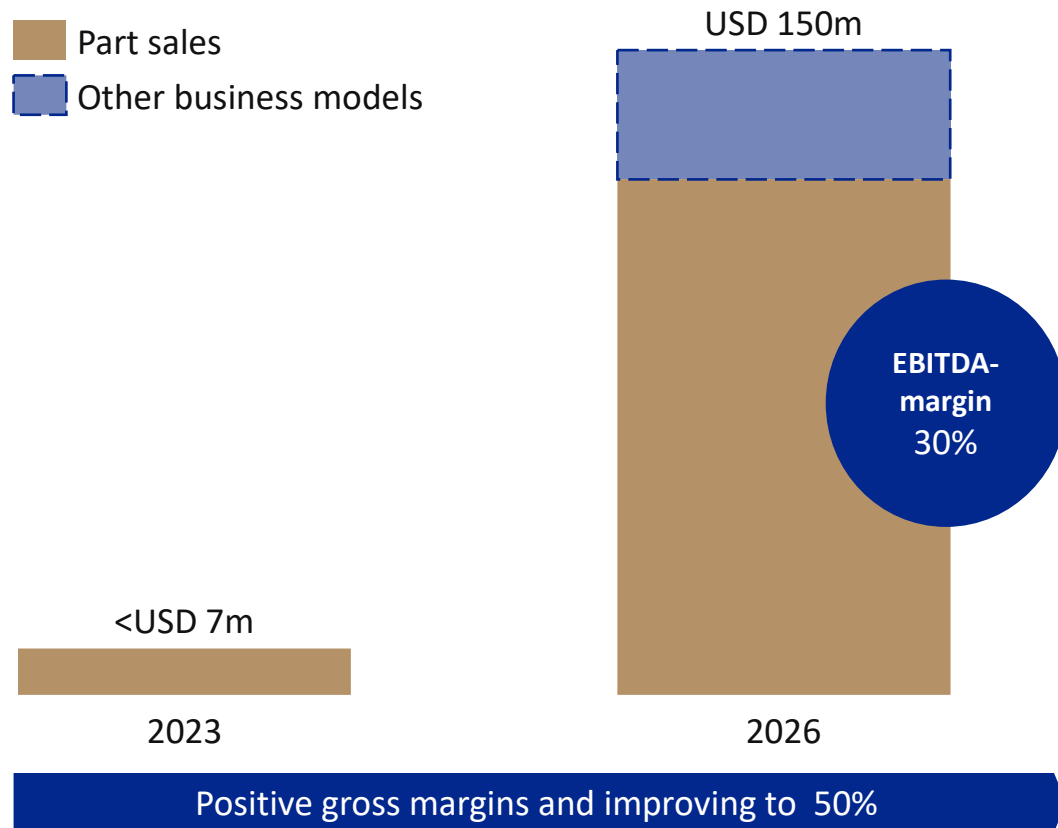 Part sales
Other business models
USD 150m
EBITDA-
margin
30%
<USD 7m
2023
2026
Positive gross margins and improving to 50%